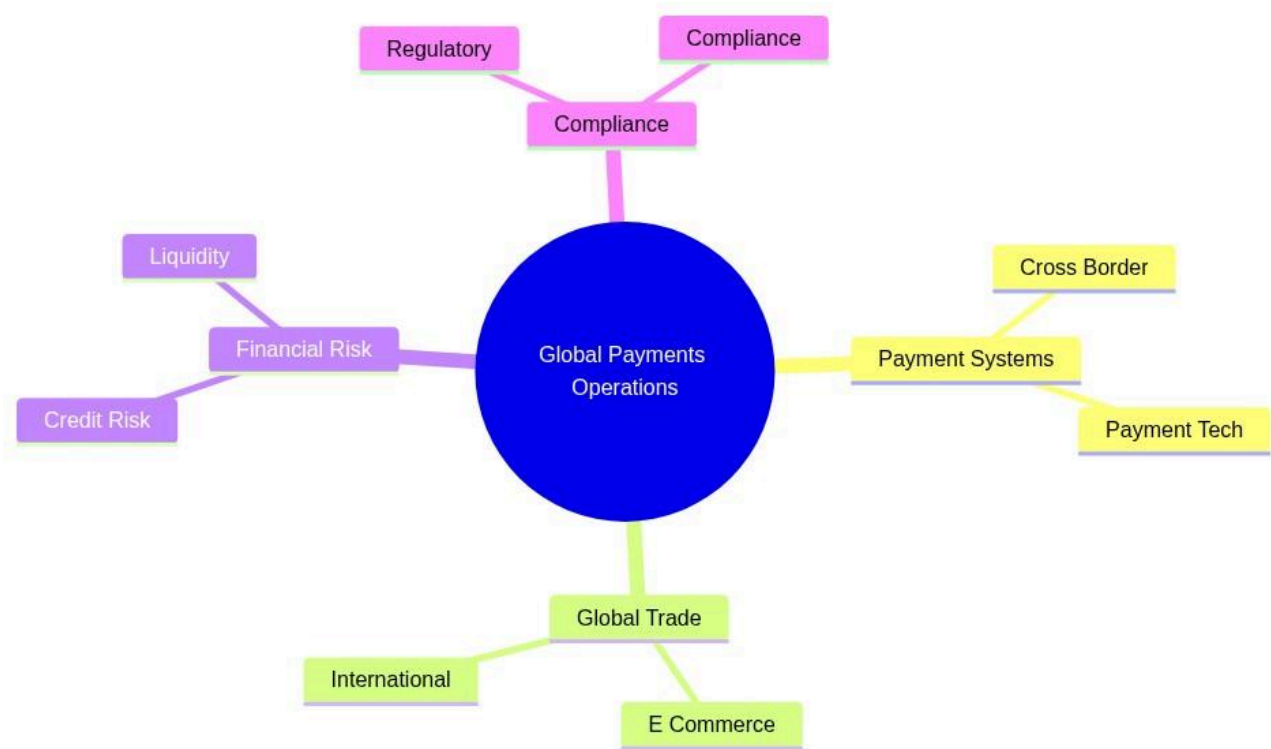 Regulatory
Compliance
Compliance
Liquidity
Financial Risk
Credit Risk
Global Payments
Operations
Cross Border
Payment Systems
Payment Tech
Global Trade
International
E Commerce